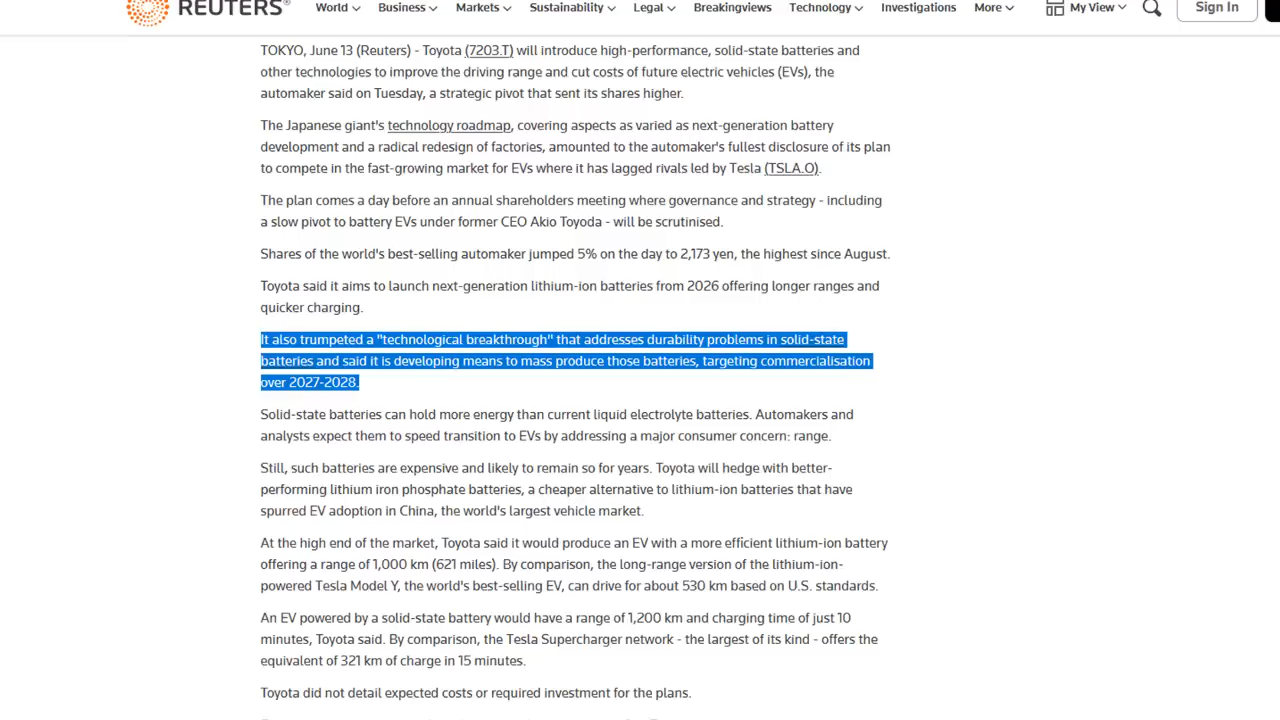 REUTERS®
World Business Markets Sustainability Legal Breakingviews Technology Investigations More My View Sign In
TOKYO, June 13 (Reuters) - Toyota (7203.T) will introduce high-performance, solid-state batteries and
other technologies to improve the driving range and cut costs of future electric vehicles (EVs), the
automaker said on Tuesday, a strategic pivot that sent its shares higher.
The Japanese giant's technology roadmap, covering aspects as varied as next-generation battery
development and a radical redesign of factories, amounted to the automaker's fullest disclosure of its plan
to compete in the fast-growing market for EVs where it has lagged rivals led by Tesla (TSLA.O).
The plan comes a day before an annual shareholders meeting where governance and strategy - including
a slow pivot to battery EVs under former CEO Akio Toyoda - will be scrutinised.
Shares of the world's best-selling automaker jumped 5% on the day to 2,173 yen, the highest since August.
Toyota said it aims to launch next-generation lithium-ion batteries from 2026 offering longer ranges and
quicker charging.
It also trumpeted a "technological breakthrough" that addresses durability problems in solid-state
batteries and said it is developing means to mass produce those batteries, targeting commercialisation
over 2027-2028.
Solid-state batteries can hold more energy than current liquid electrolyte batteries. Automakers and
analysts expect them to speed transition to EVs by addressing a major consumer concern: range.
Still, such batteries are expensive and likely to remain so for years. Toyota will hedge with better-
performing lithium iron phosphate batteries, a cheaper alternative to lithium-ion batteries that have
spurred EV adoption in China, the world's largest vehicle market.
At the high end of the market, Toyota said it would produce an EV with a more efficient lithium-ion battery
offering a range of 1,000 km (621 miles). By comparison, the long-range version of the lithium-ion-
powered Tesla Model Y, the world's best-selling EV, can drive for about 530 km based on U.S. standards.
An EV powered by a solid-state battery would have a range of 1,200 km and charging time of just 10
minutes, Toyota said. By comparison, the Tesla Supercharger network - the largest of its kind - offers the
equivalent of 321 km of charge in 15 minutes.
Toyota did not detail expected costs or required investment for the plans.